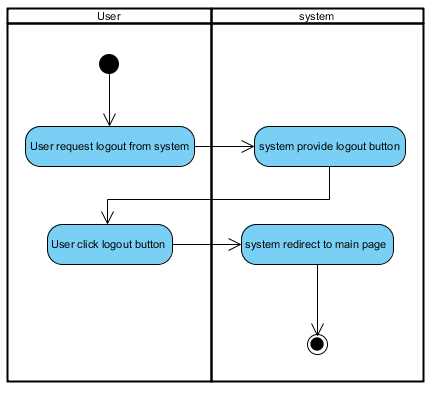 User
system
User request logout from system
system provide logout button
User click logout button
system redirect to main page